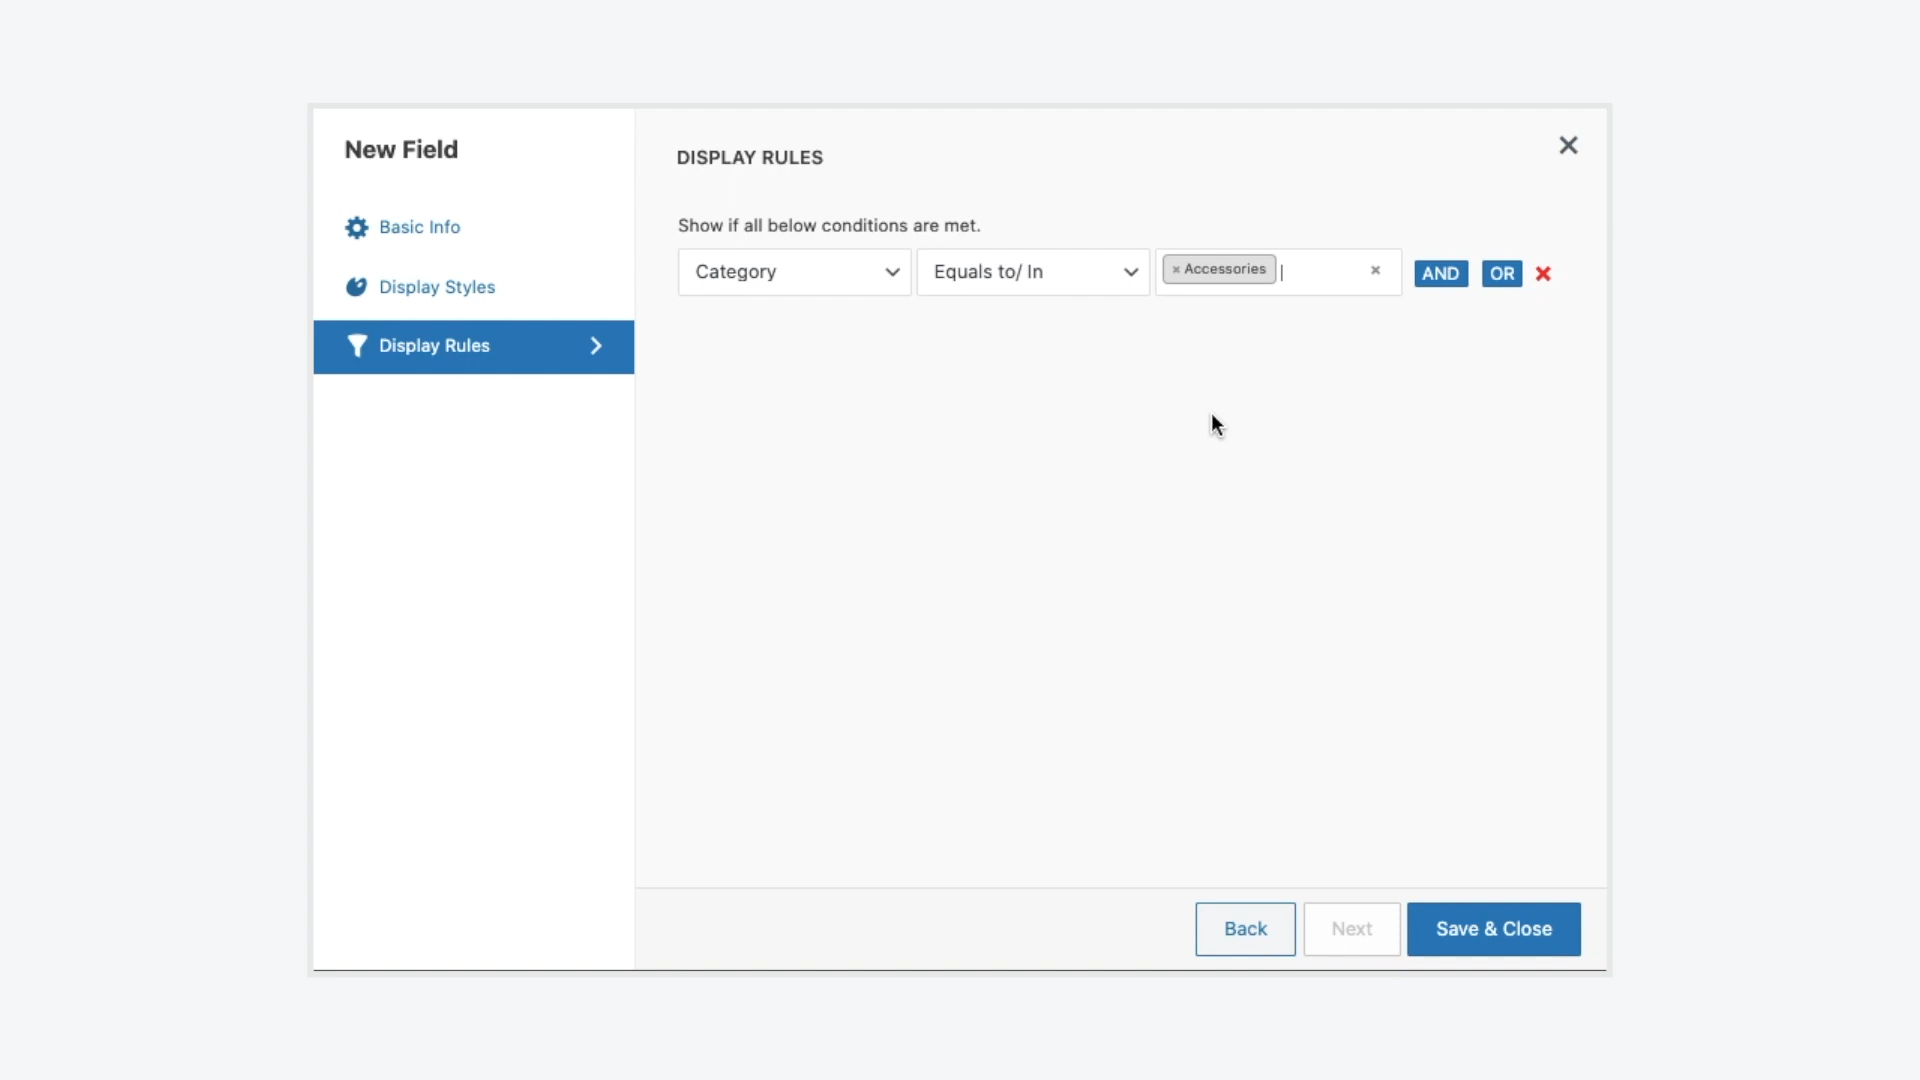 New Field
Basic Info
Display Styles
Display Rules
DISPLAY RULES
Show if all below conditions are met.
Category
Equals to/ In
× Accessories
×
AND
OR
Back
Next
Save & Close